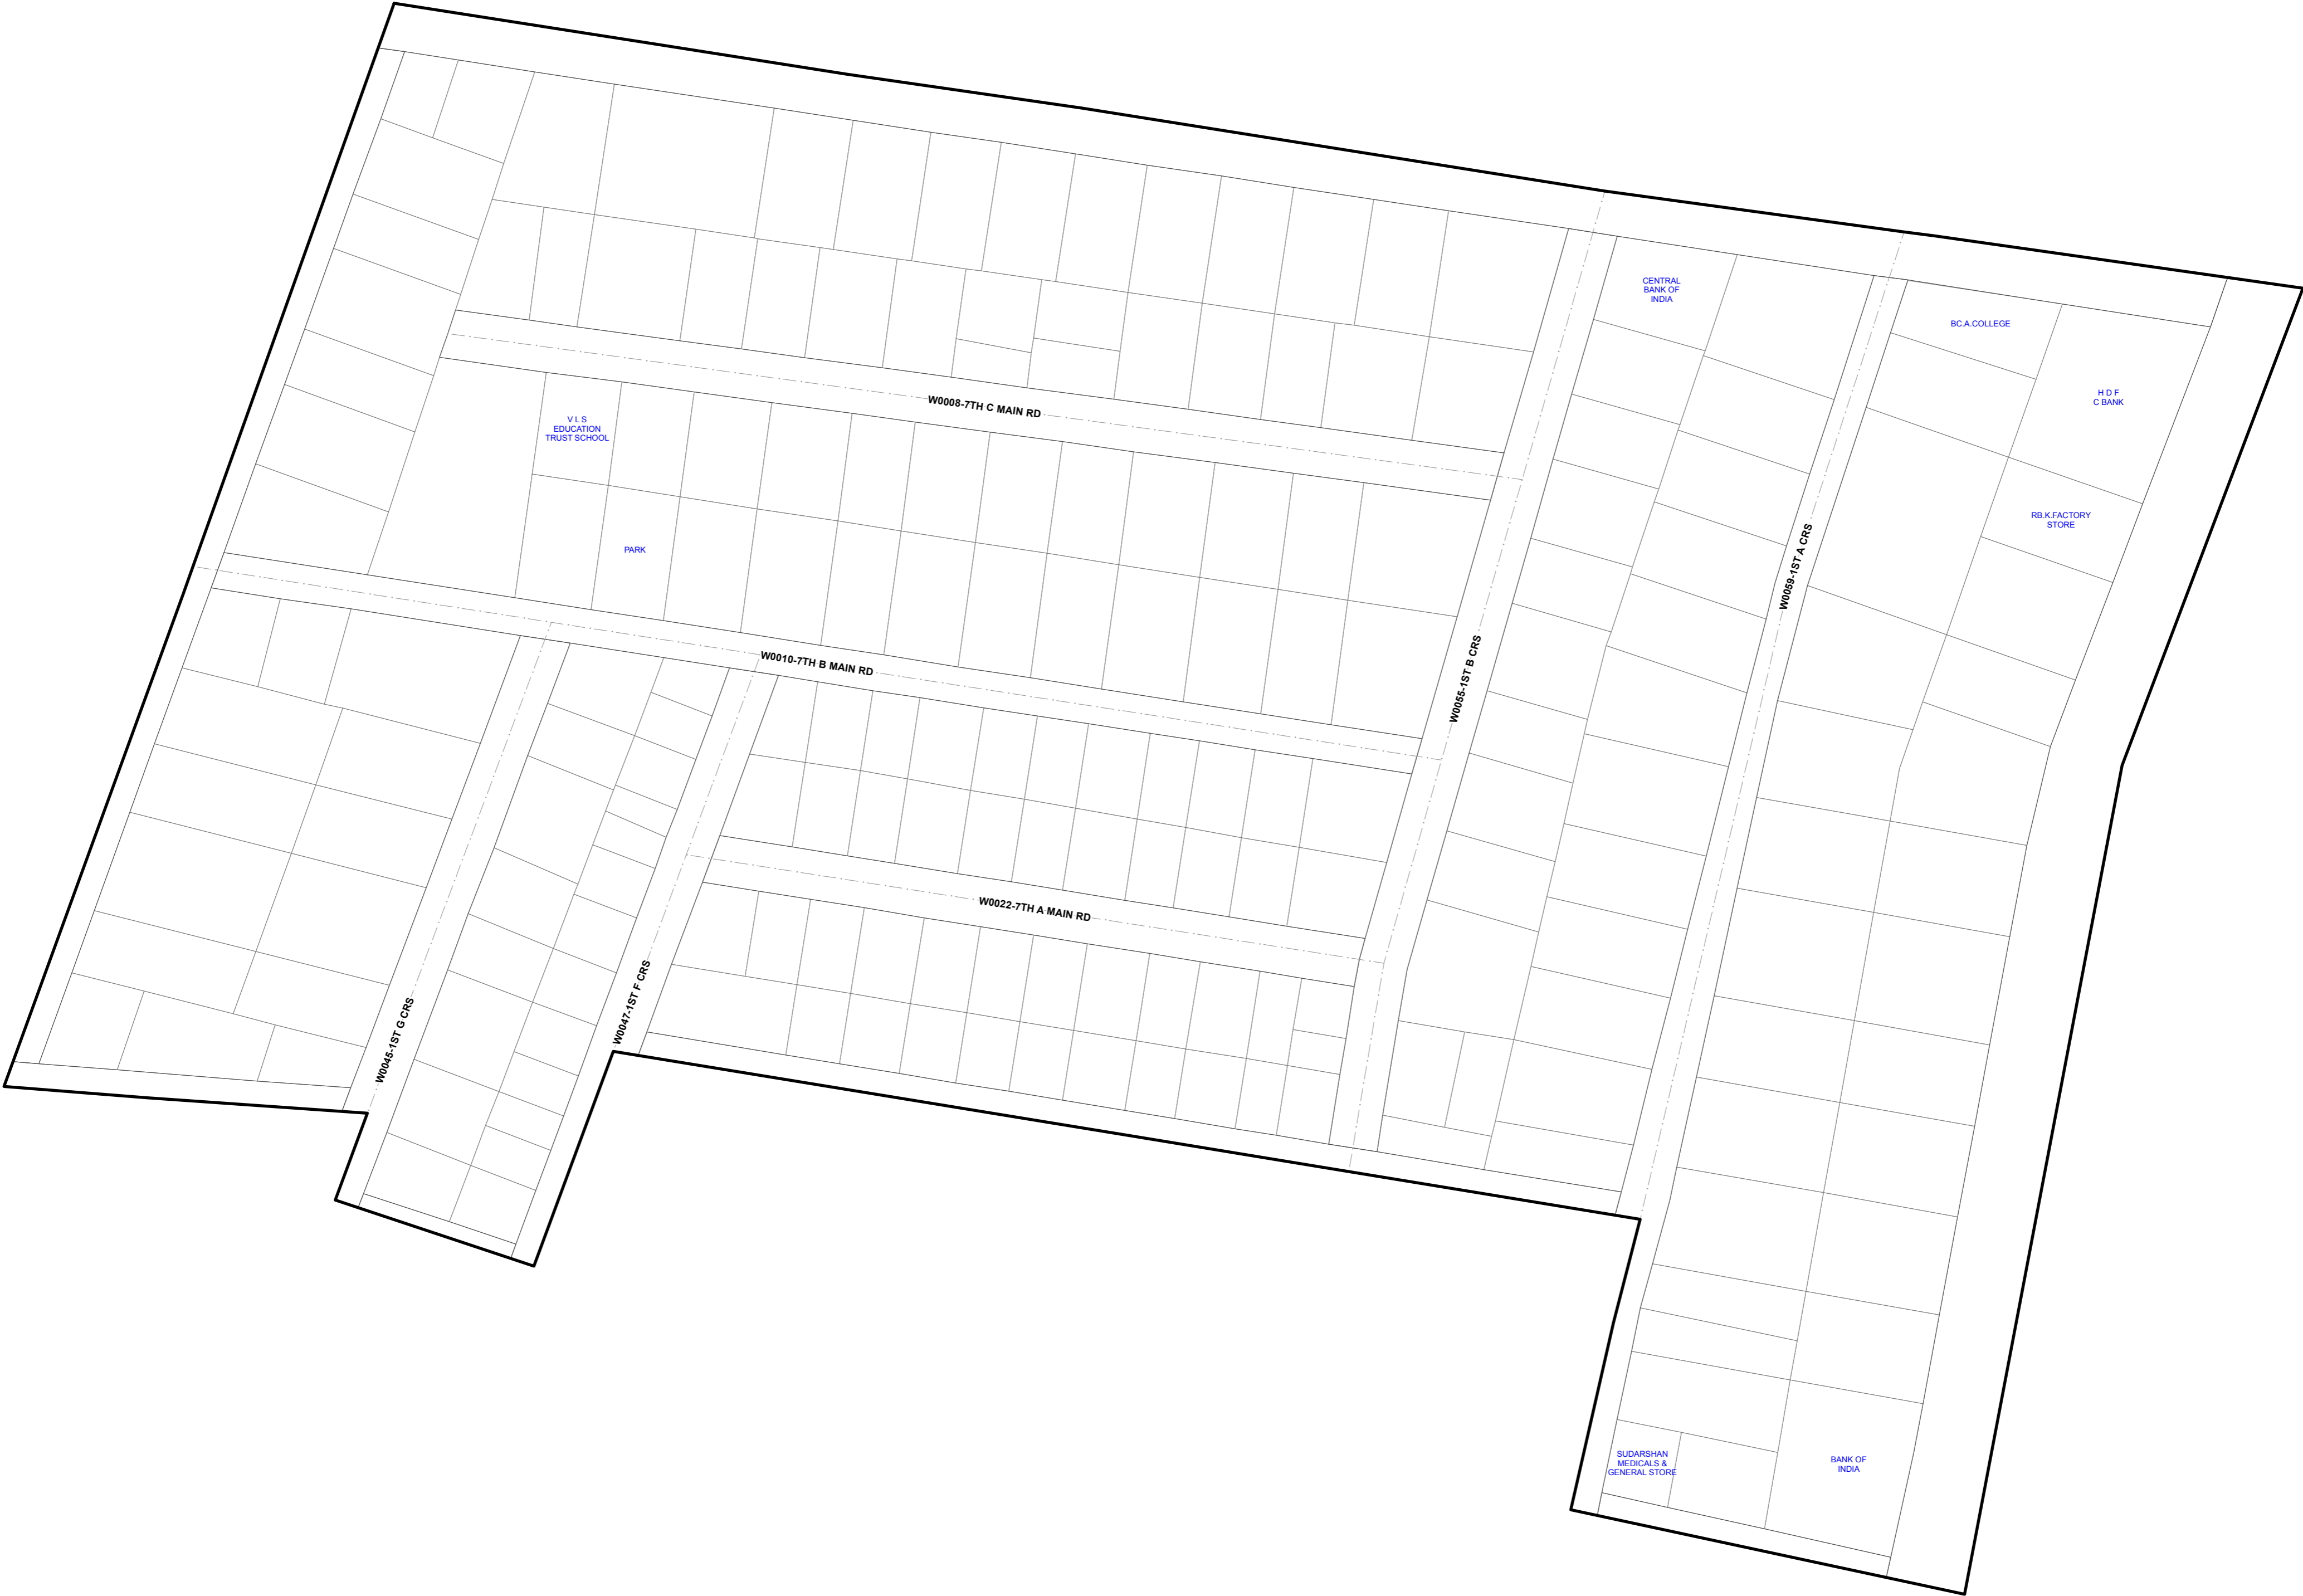 CENTRAL
BANK OF
INDIA
BC.A.COLLEGE
H D F
C BANK
W0008-7TH C MAIN RD
V L S
EDUCATION
TRUST SCHOOL
RB.K.FACTORY
STORE
PARK
W0059-1ST A CRS
W0010-7TH B MAIN RD
W0055-1ST B CRS
W0022-7TH A MAIN RD
W0045-1ST G CRS
W0047-1ST F CRS
SUDARSHAN
MEDICALS &
GENERAL STORE
BANK OF
INDIA